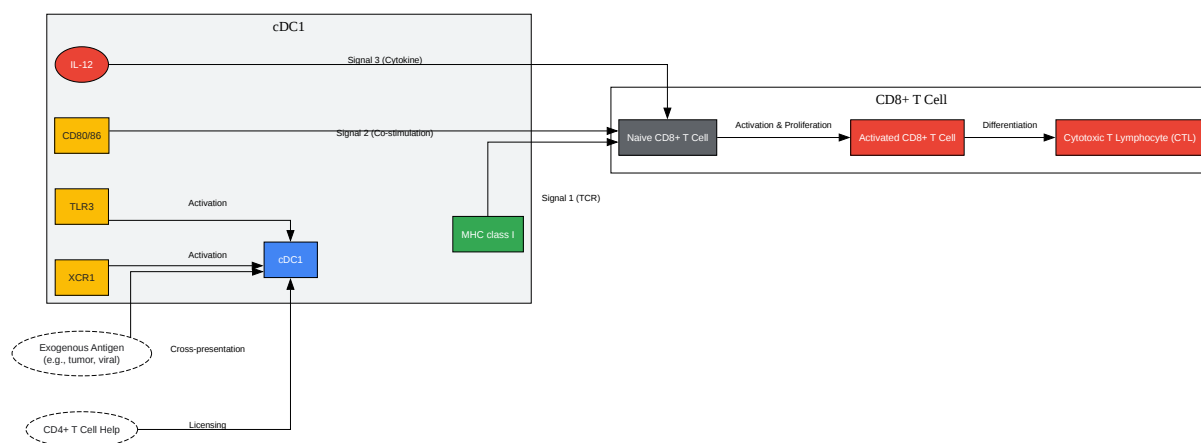 cDC1
IL-12
Signal 3 (Cytokine)
CD8+ T Cell
CD80/86
Signal 2 (Co-stimulation)
Naive CD8+ T Cell
Activation & Proliferation
Activated CD8+ T Cell
Differentiation
Cytotoxic T Lymphocyte (CTL)
TLR3
Activation
Signal 1 (TCR)
MHC class I
XCR1
Activation
cDC1
Exogenous Antigen
(e.g., tumor, viral)
Cross-presentation
CD4+ T Cell Help
Licensing